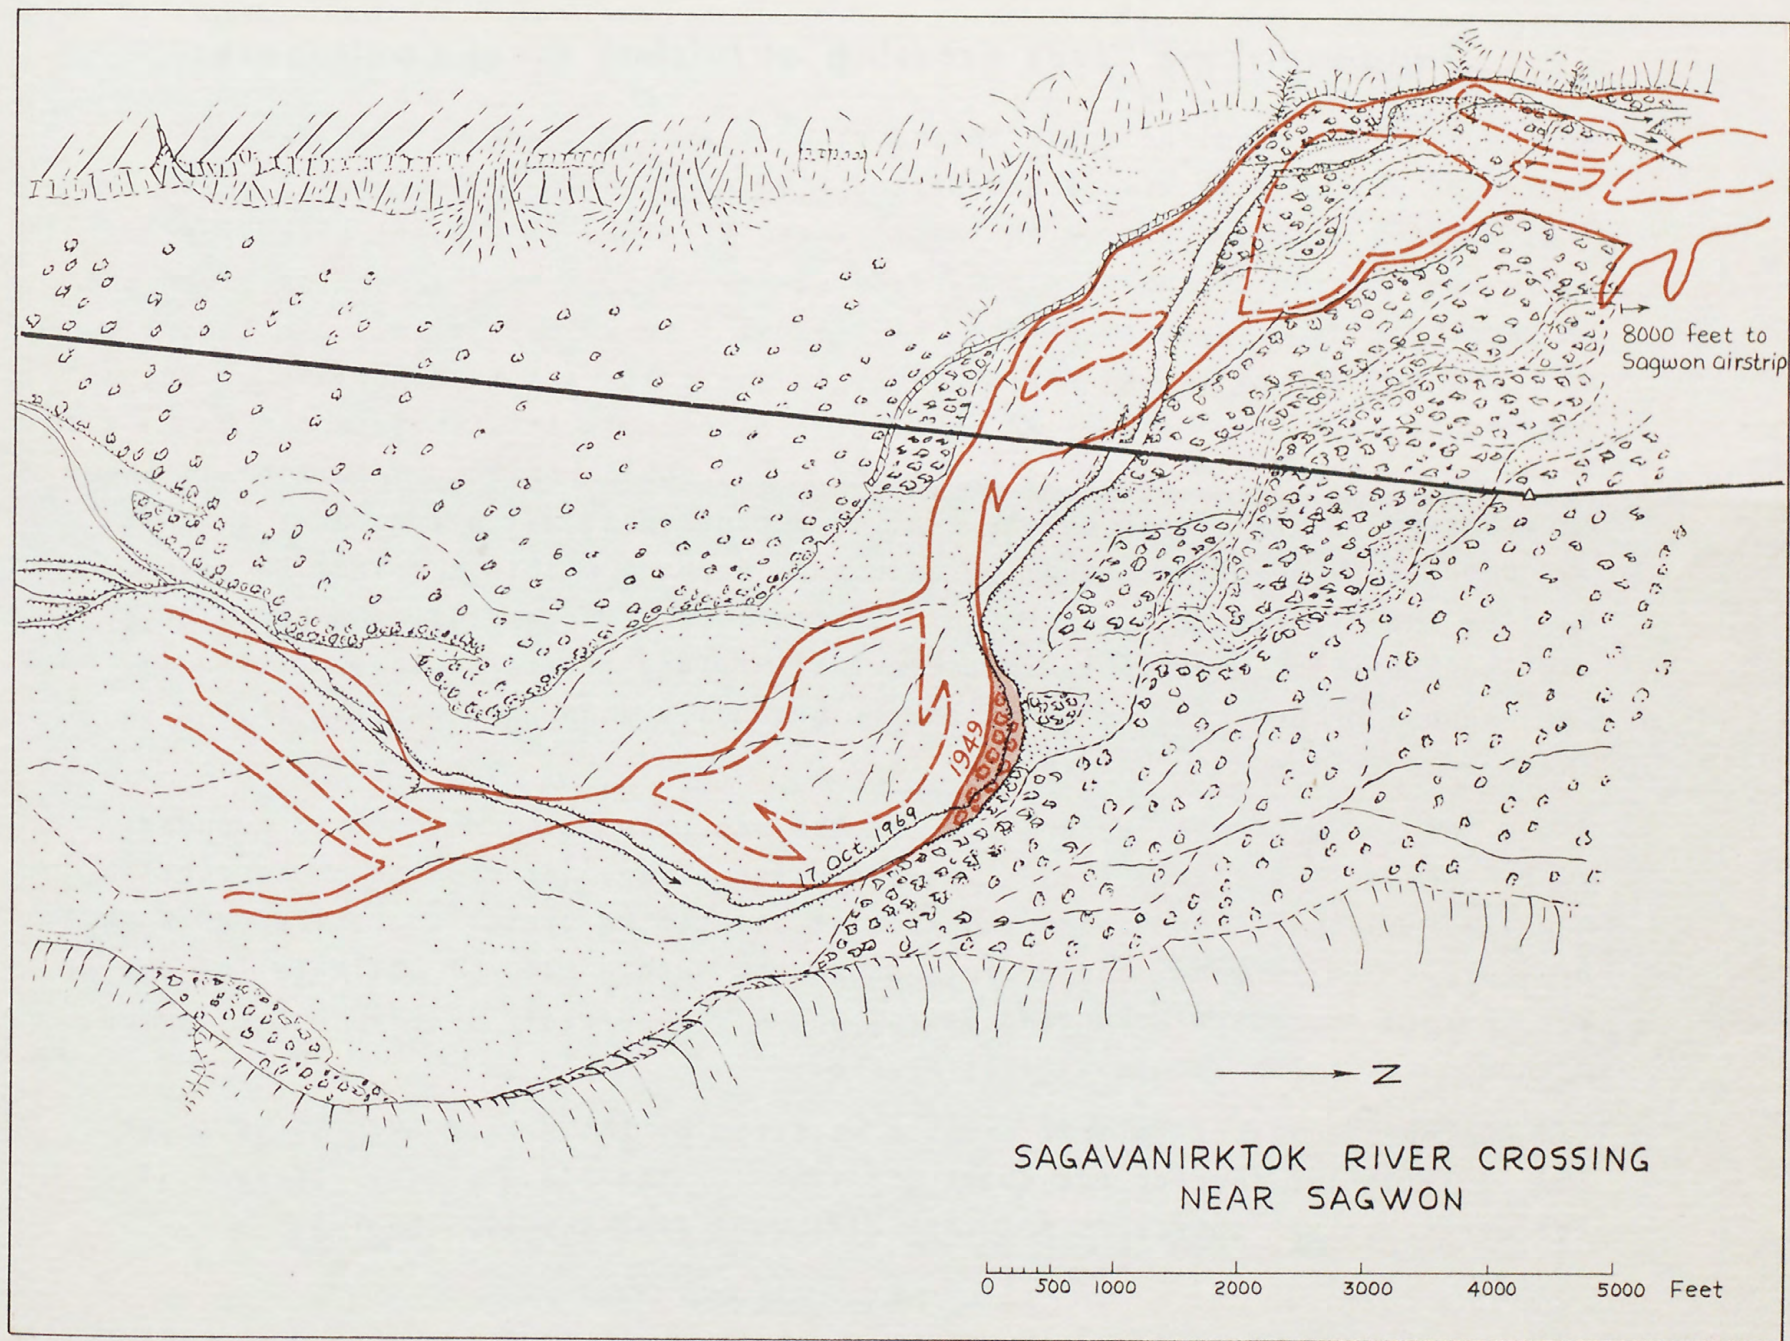 8000 feet to
Sagwon airstrip
1949
17 Oct. 1969
N
SAGAVANIRKTOK RIVER CROSSING
NEAR SAGWON
0 500 1000 2000 3000 4000 5000 Feet